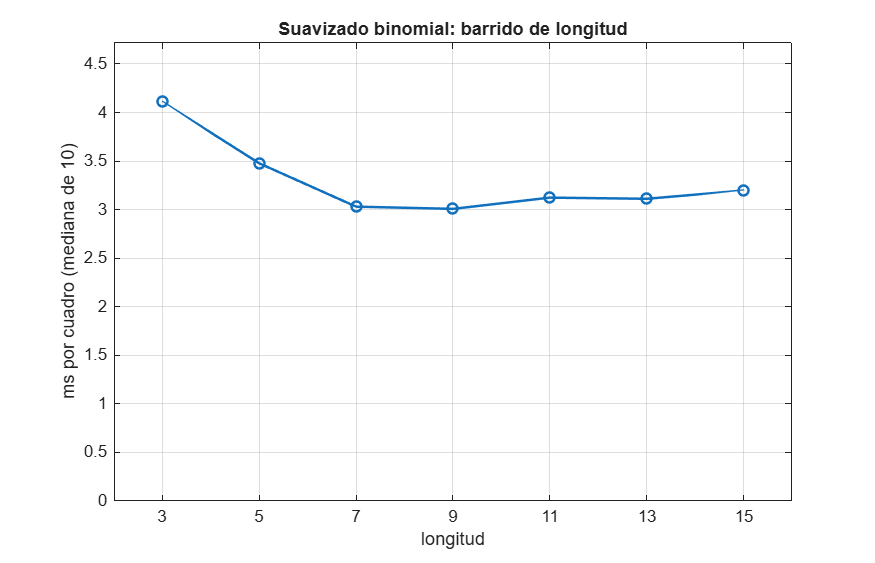 Suavizado binomial: barrido de longitud
ms por cuadro (mediana de 10)
4.5
4
3.5
3
2.5
2
1.5
1
0.5
0
3 5 7 9 11 13 15
longitud